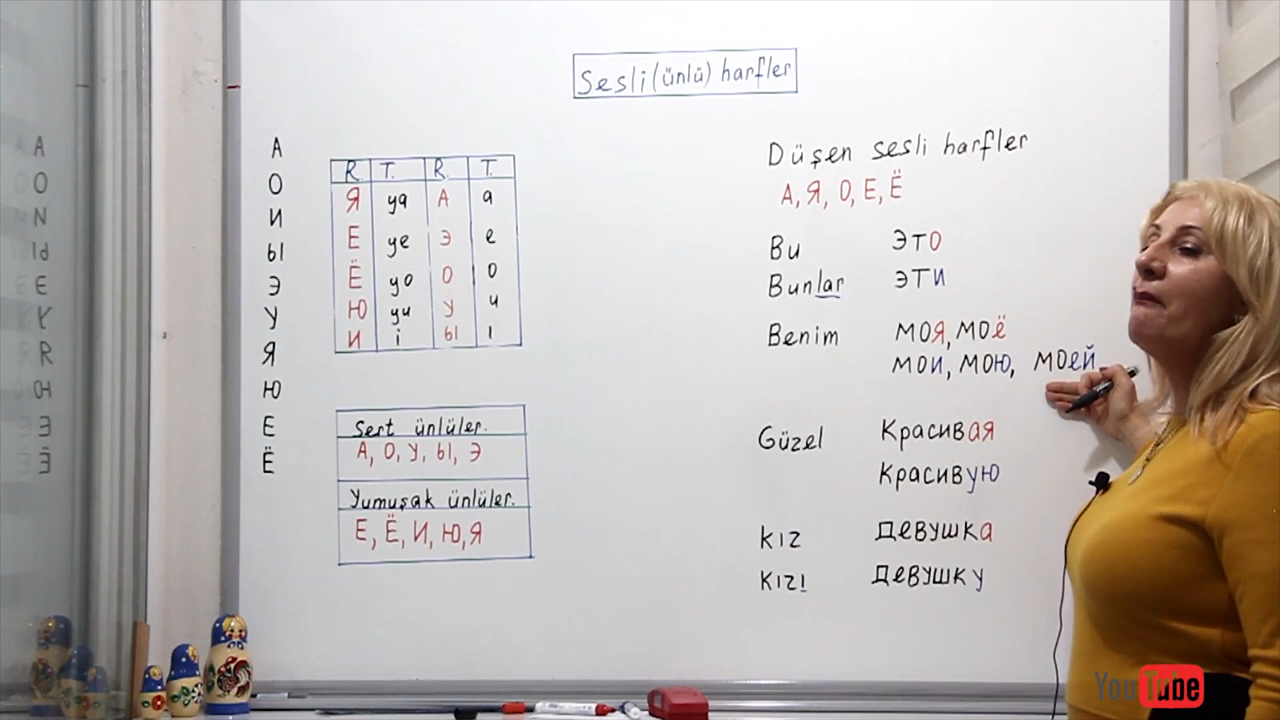 Sesli (ünlü) harfler
А
О
И
Ы
Э
У
Я
Ю
Е
Ё
R. T. R. T.
Я ya А a
Е ye Э e
Ё yo О o
Ю yu У u
И i Ы ı
Sert ünlüler.
А, О, У, Ы, Э
Yumuşak ünlüler.
Е, Ё, И, Ю, Я
Düşen sesli harfler
А, Я, О, Е, Ё
Bu ЭТО
Bunlar ЭТИ
Benim МОЯ, МОЁ
МОИ, МОЮ, МОЕЙ
Güzel Красивая
Красивую
kız девушка
kızı девушку
YouTube